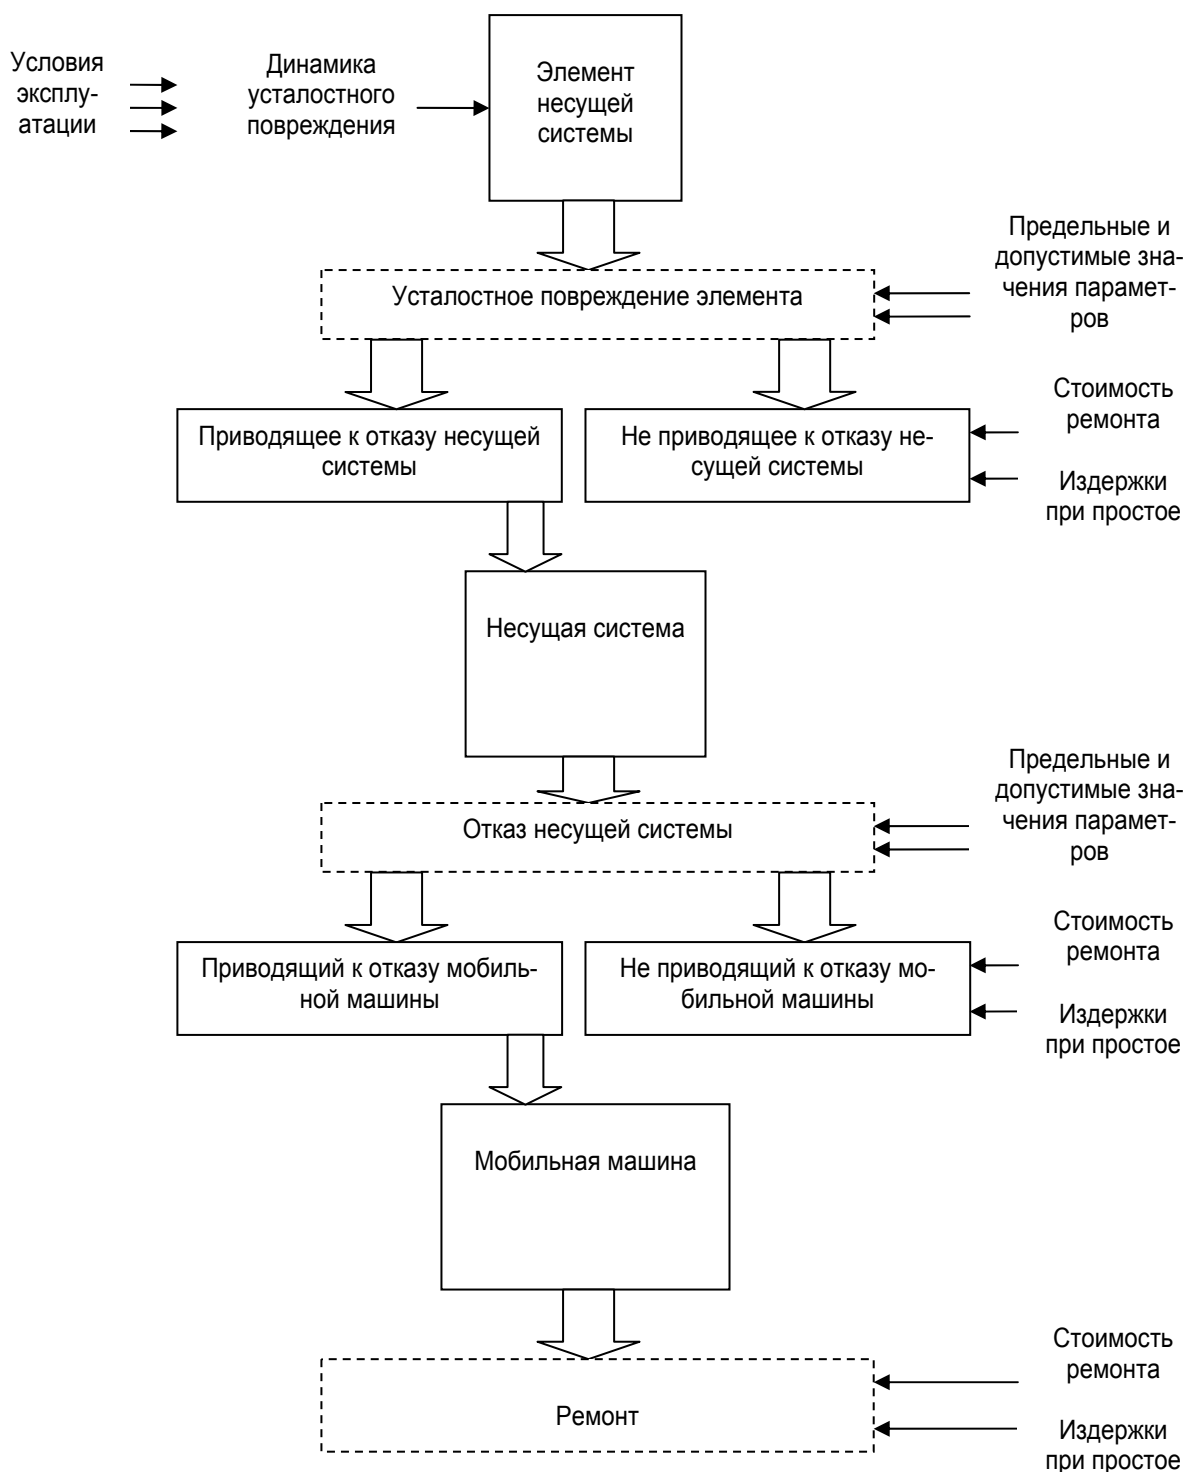 Условия
эксплу-
атации
Динамика
усталостного
повреждения
Элемент
несущей
системы
Предельные и
допустимые зна-
чения парамет-
ров
Усталостное повреждение элемента
Приводящее к отказу несущей
системы
Не приводящее к отказу не-
сущей системы
Стоимость
ремонта
Издержки
при простое
Несущая система
Предельные и
допустимые зна-
чения парамет-
ров
Отказ несущей системы
Приводящий к отказу мобиль-
ной машины
Не приводящий к отказу мо-
бильной машины
Стоимость
ремонта
Издержки
при простое
Мобильная машина
Стоимость
ремонта
Ремонт
Издержки
при простое